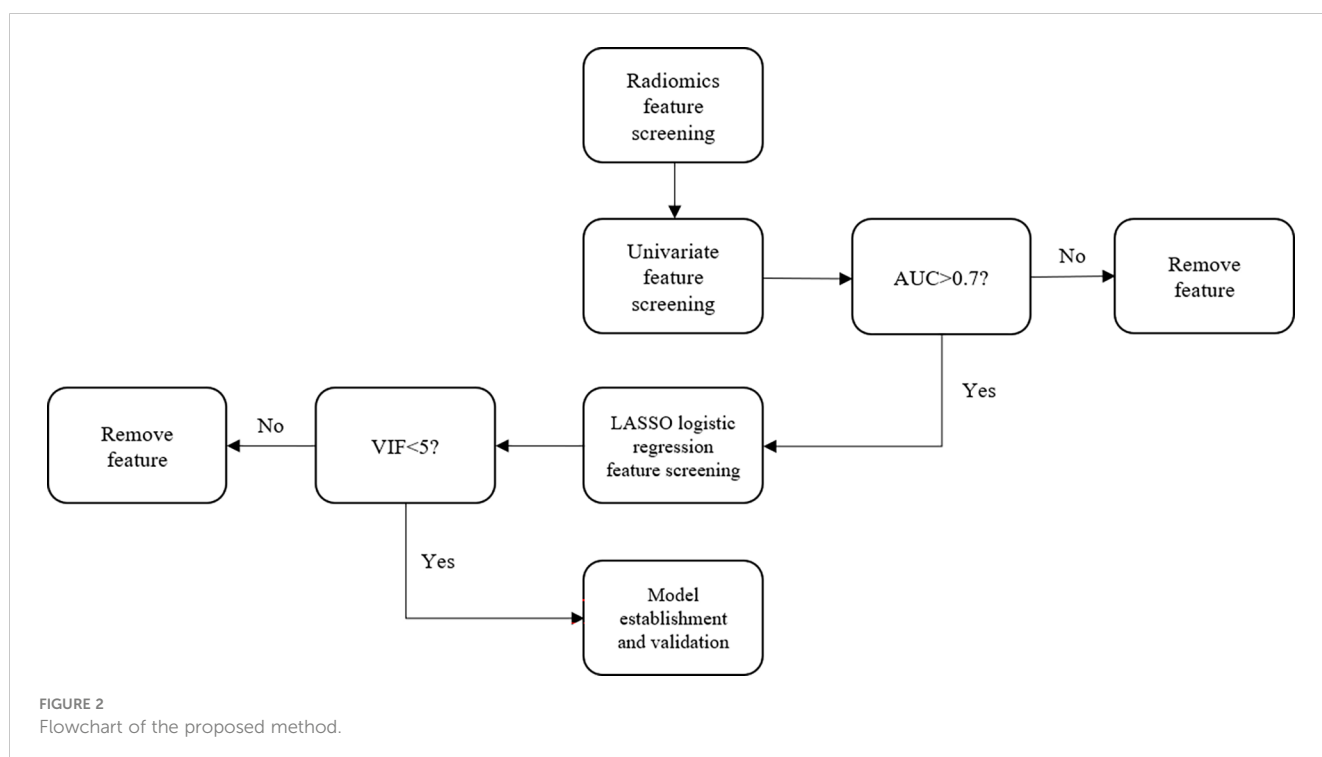 Radiomics
feature
screening
Univariate
feature
screening
AUC>0.7?
No
Remove
feature
Yes
LASSO logistic
regression
feature screening
VIF<5?
No
Remove
feature
Yes
Model
establishment
and validation
FIGURE 2
Flowchart of the proposed method.